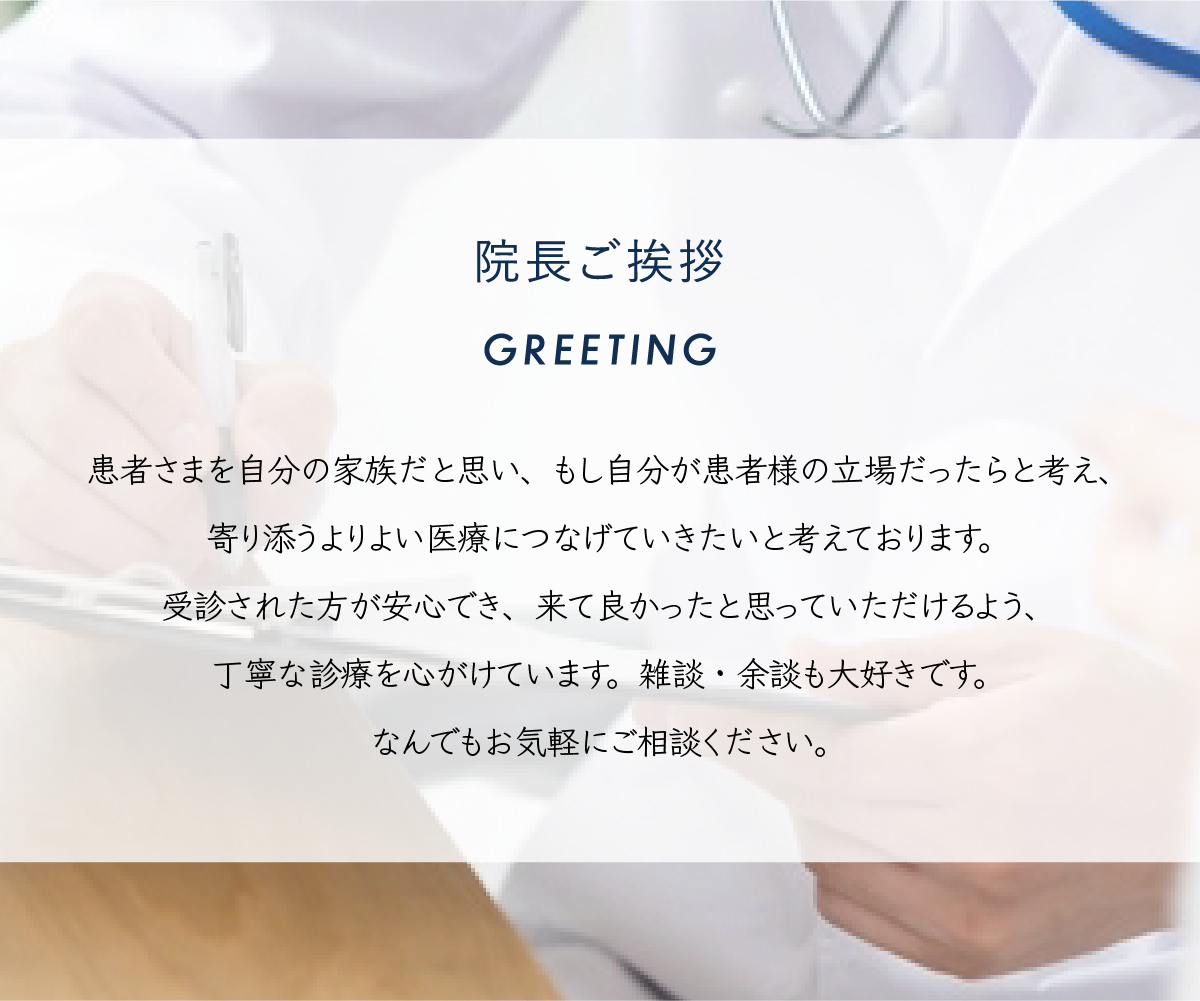 院長ご挨拶
GREETING
患者さまを自分の家族だと思い、もし自分が患者様の立場だったらと考え、
寄り添うよりよい医療につなげていきたいと考えております。
受診された方が安心でき、来て良かったと思っていただけるよう、
丁寧な診療を心がけています。雑談・余談も大好きです。
なんでもお気軽にご相談ください。